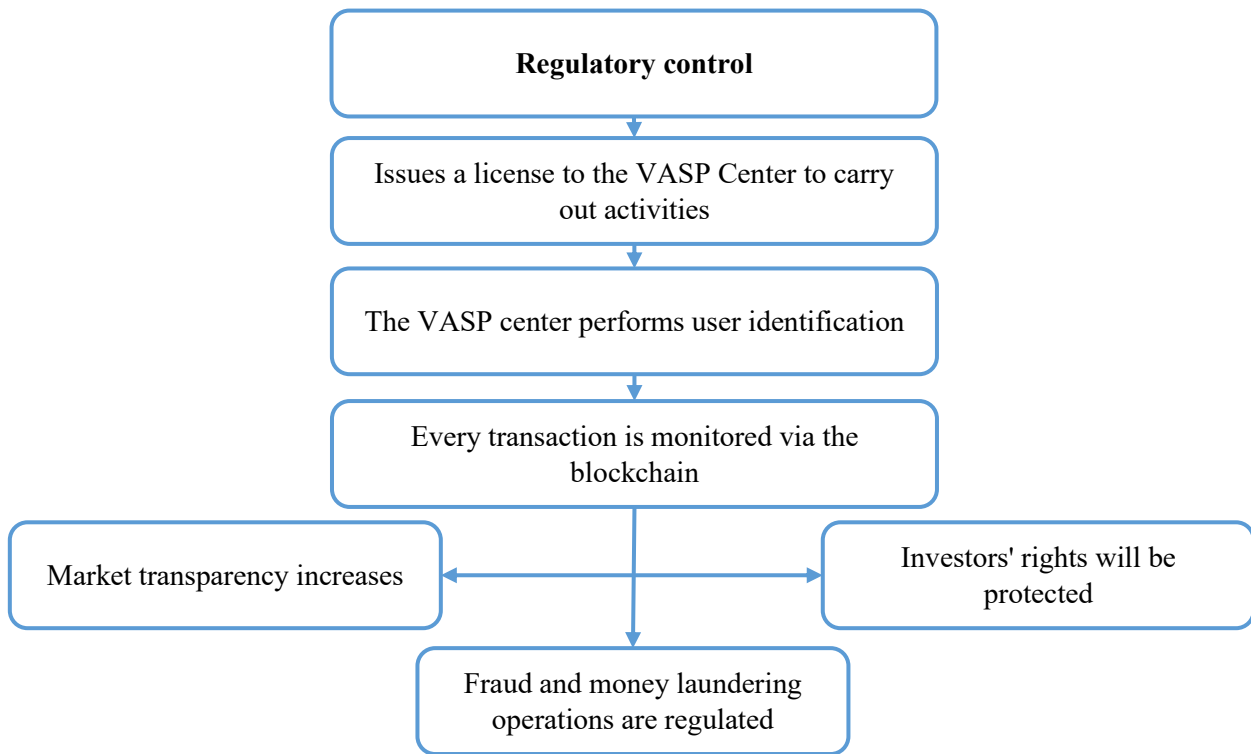 Regulatory control
Issues a license to the VASP Center to carry
out activities
The VASP center performs user identification
Every transaction is monitored via the
blockchain
Market transparency increases
Investors' rights will be
protected
Fraud and money laundering
operations are regulated